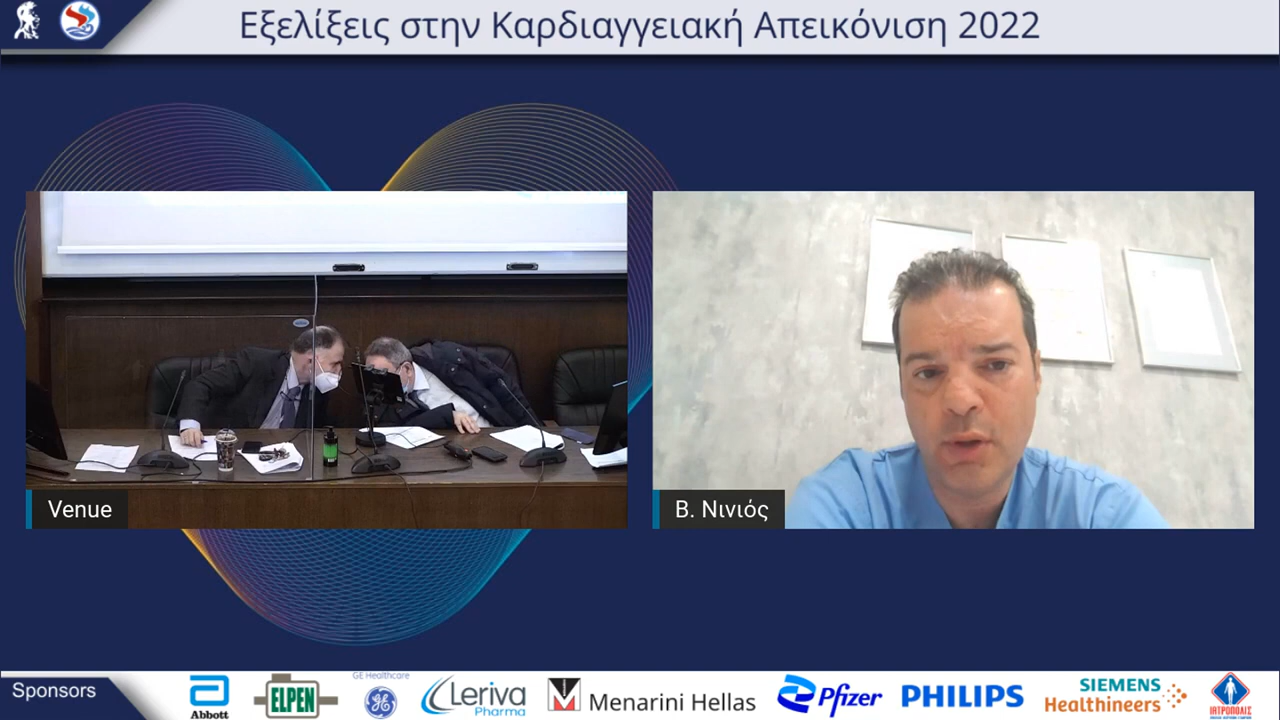 Εξελίξεις στην Καρδιαγγειακή Απεικόνιση 2022
Venue
Β. Νινιός
Sponsors
Abbott
ELPEN
GE Healthcare
Leriva
Pharma
Menarini Hellas
Pfizer
PHILIPS
SIEMENS
Healthineers
ΙΑΤΡΟΠΟΛΙΣ